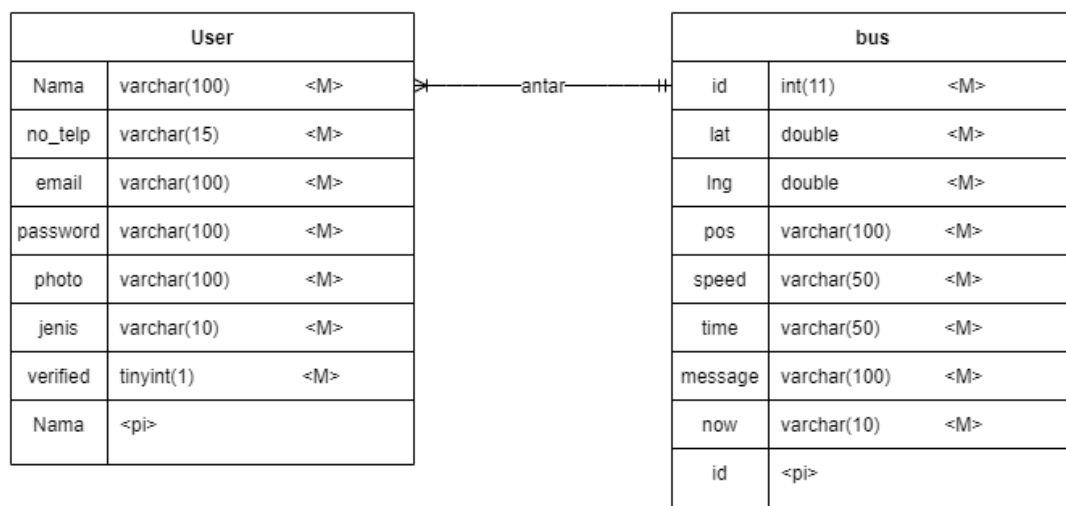 User
Nama varchar(100) <M>
no_telp varchar(15) <M>
email varchar(100) <M>
password varchar(100) <M>
photo varchar(100) <M>
jenis varchar(10) <M>
verified tinyint(1) <M>
Nama <pi>
antar
bus
id int(11) <M>
lat double <M>
lng double <M>
pos varchar(100) <M>
speed varchar(50) <M>
time varchar(50) <M>
message varchar(100) <M>
now varchar(10) <M>
id <pi>